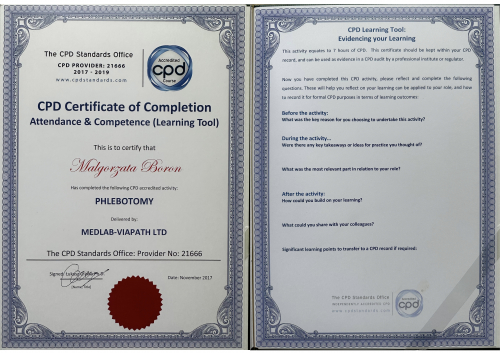 The CPD Standards Office
CPD PROVIDER: 21666
2017 - 2019
www.cpdstandards.com
Accredited
cpd
Course
CPD Certificate of Completion
Attendance & Competence (Learning Tool)
This is to certify that
Malgorzata Boron
Has completed the following CPD accredited activity:
PHLEBOTOMY
Delivered by:
MEDLAB-VIAPATH LTD
The CPD Standards Office: Provider No: 21666
Signed:
Date: November 2017
CPD Learning Tool:
Evidencing your Learning
This activity equates to 7 hours of CPD. This certificate should be kept within your CPD
record, and can be used as evidence in a CPD audit by a professional institute or regulator.
Now you have completed this CPD activity, please reflect and complete the following
questions. These will help you reflect on your learning can be applied to your role, and how
to record it for formal CPD purposes in terms of learning outcomes.
Before the activity:
What was the key reason for you choosing to undertake this activity?
During the activity...
Were there any key takeaways or ideas for practice you thought of?
What was the most relevant part in relation to your role?
After the activity:
How could you build on your learning?
What could you share with your colleagues?
Significant learning points to transfer to a CPD record if required:
The CPD Standards Office
INDEPENDENTLY ACCREDITED CPD
www.cpdstandards.com
cpd